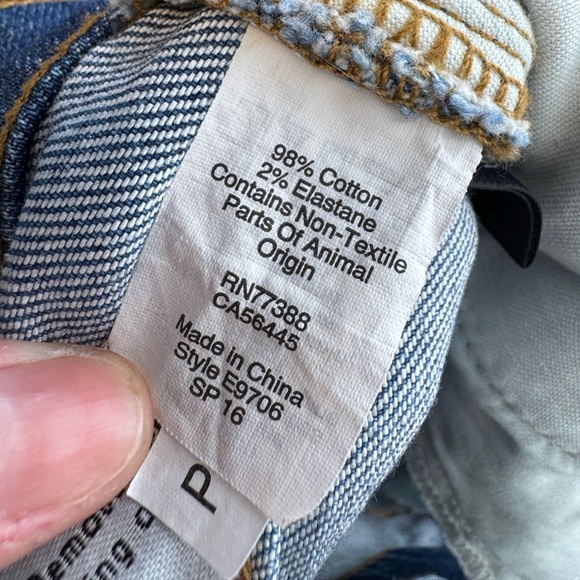 98% Cotton
2% Elastane
Contains Non-Textile
Parts Of Animal
Origin
RN77388
CA56445
Made in China
Style E9706
SP 16
P